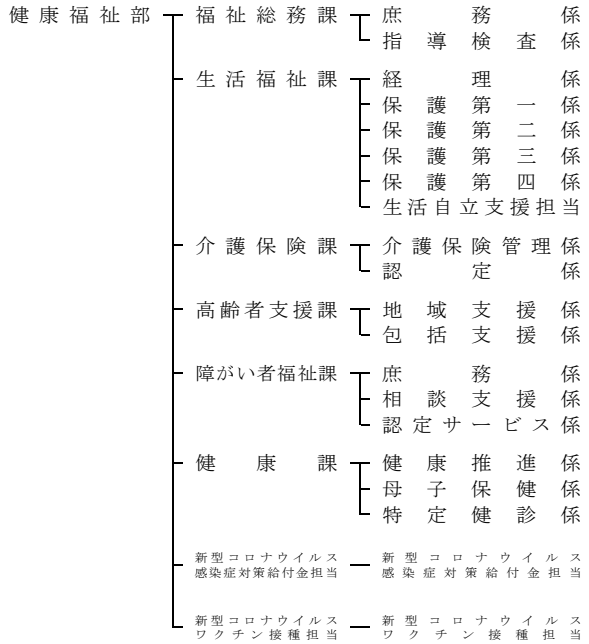 健康福祉部 福祉総務課 庶務係
指導検査係
生活福祉課 経理係
保護第一係
保護第二係
保護第三係
保護第四係
生活自立支援担当
介護保険課 介護保険管理係
認定係
高齢者支援課 地域支援係
包括支援係
障がい者福祉課 庶務係
相談支援係
認定サービス係
健康課 健康推進係
母子保健係
特定健診係
新型コロナウイルス 新型コロナウイルス
感染症対策給付金担当 感染症対策給付金担当
新型コロナウイルス 新型コロナウイルス
ワクチン接種担当 ワクチン接種担当